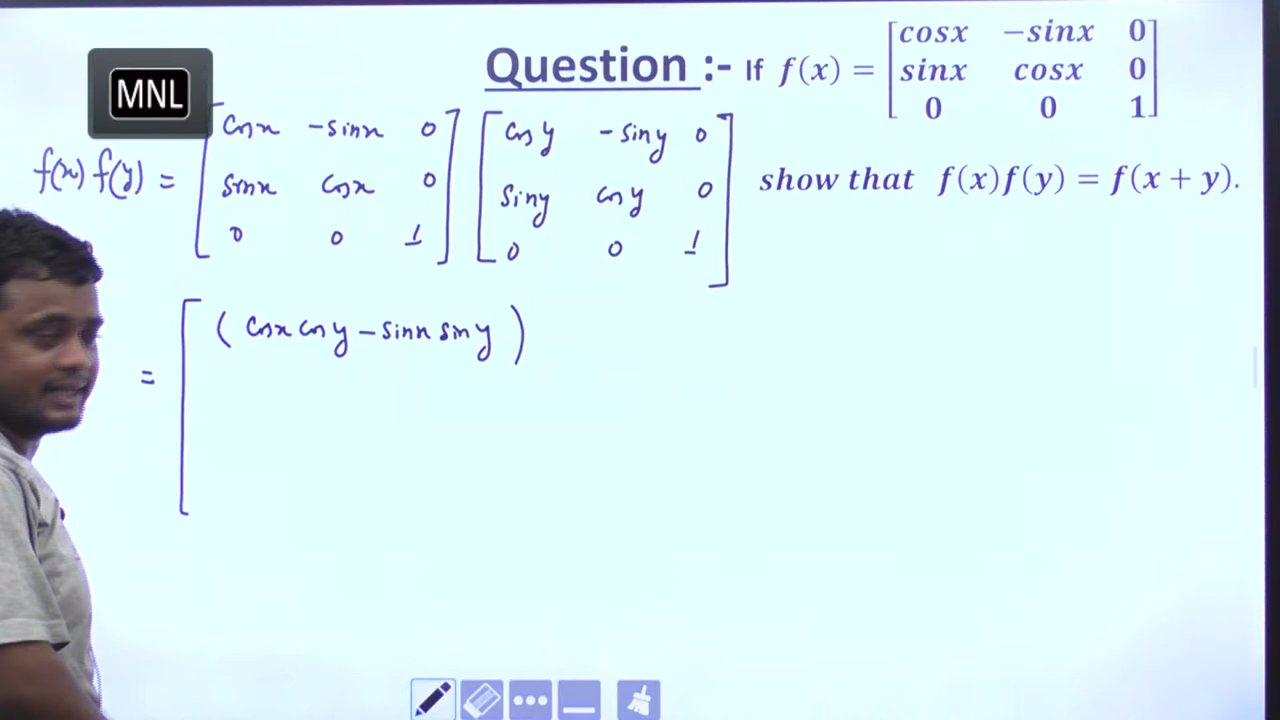 MNL
Question :- If f(x) = [cosx -sinx 0
sinx cosx 0
0 0 1]
show that f(x)f(y) = f(x + y).
f(x) f(y) = [cosx -sinx 0
sinx cosx 0
0 0 1] [cosy -siny 0
siny cosy 0
0 0 1]
= [(cosx cosy - sinx siny)